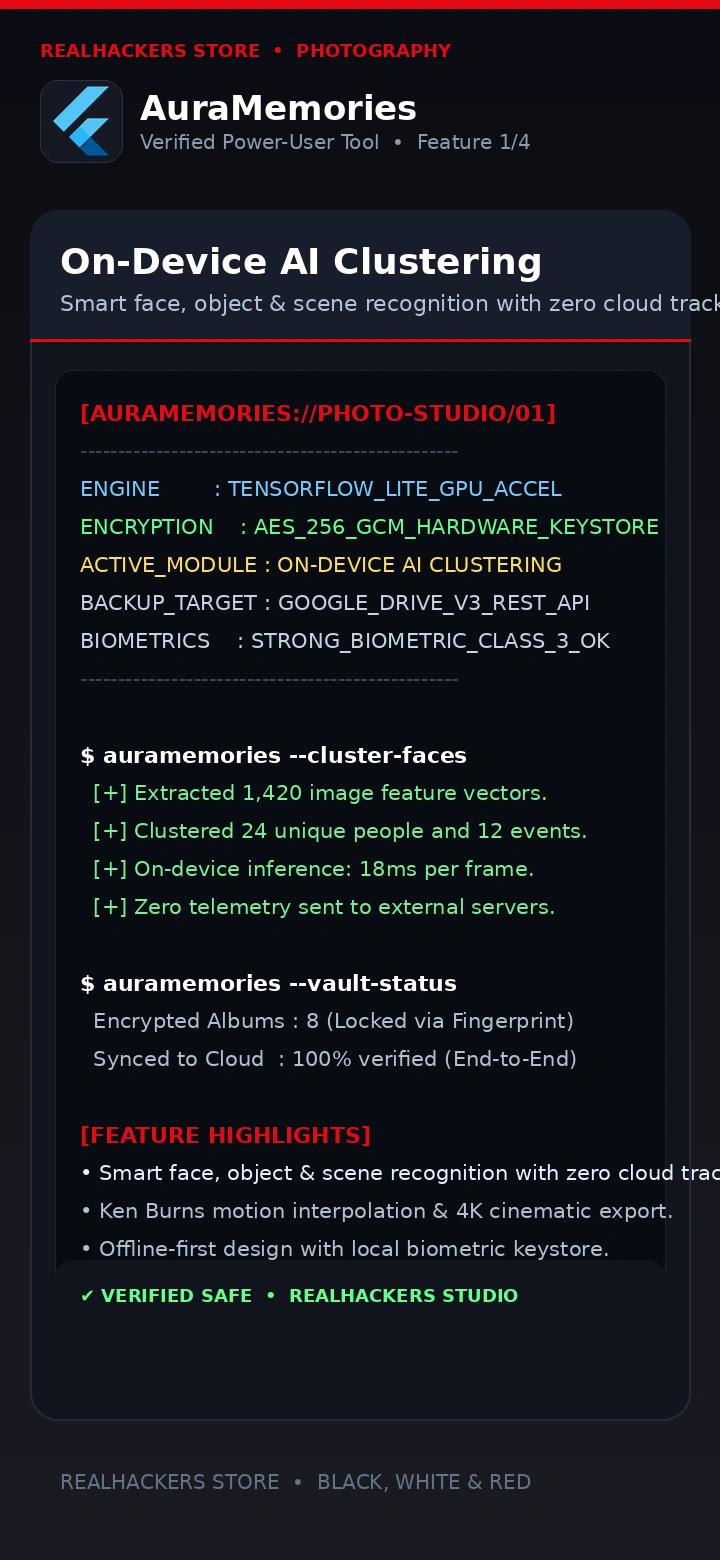 REALHACKERS STORE • PHOTOGRAPHY
AuraMemories
Verified Power-User Tool • Feature 1/4
On-Device AI Clustering
Smart face, object & scene recognition with zero cloud track
[AURAMEMORIES://PHOTO-STUDIO/01]
--------------------------------------------------
ENGINE : TENSORFLOW_LITE_GPU_ACCEL
ENCRYPTION : AES_256_GCM_HARDWARE_KEYSTORE
ACTIVE_MODULE : ON-DEVICE AI CLUSTERING
BACKUP_TARGET : GOOGLE_DRIVE_V3_REST_API
BIOMETRICS : STRONG_BIOMETRIC_CLASS_3_OK
--------------------------------------------------
$ auramemories --cluster-faces
[+] Extracted 1,420 image feature vectors.
[+] Clustered 24 unique people and 12 events.
[+] On-device inference: 18ms per frame.
[+] Zero telemetry sent to external servers.
$ auramemories --vault-status
Encrypted Albums : 8 (Locked via Fingerprint)
Synced to Cloud : 100% verified (End-to-End)
[FEATURE HIGHLIGHTS]
• Smart face, object & scene recognition with zero cloud trac
• Ken Burns motion interpolation & 4K cinematic export.
• Offline-first design with local biometric keystore.
✔ VERIFIED SAFE • REALHACKERS STUDIO
REALHACKERS STORE • BLACK, WHITE & RED